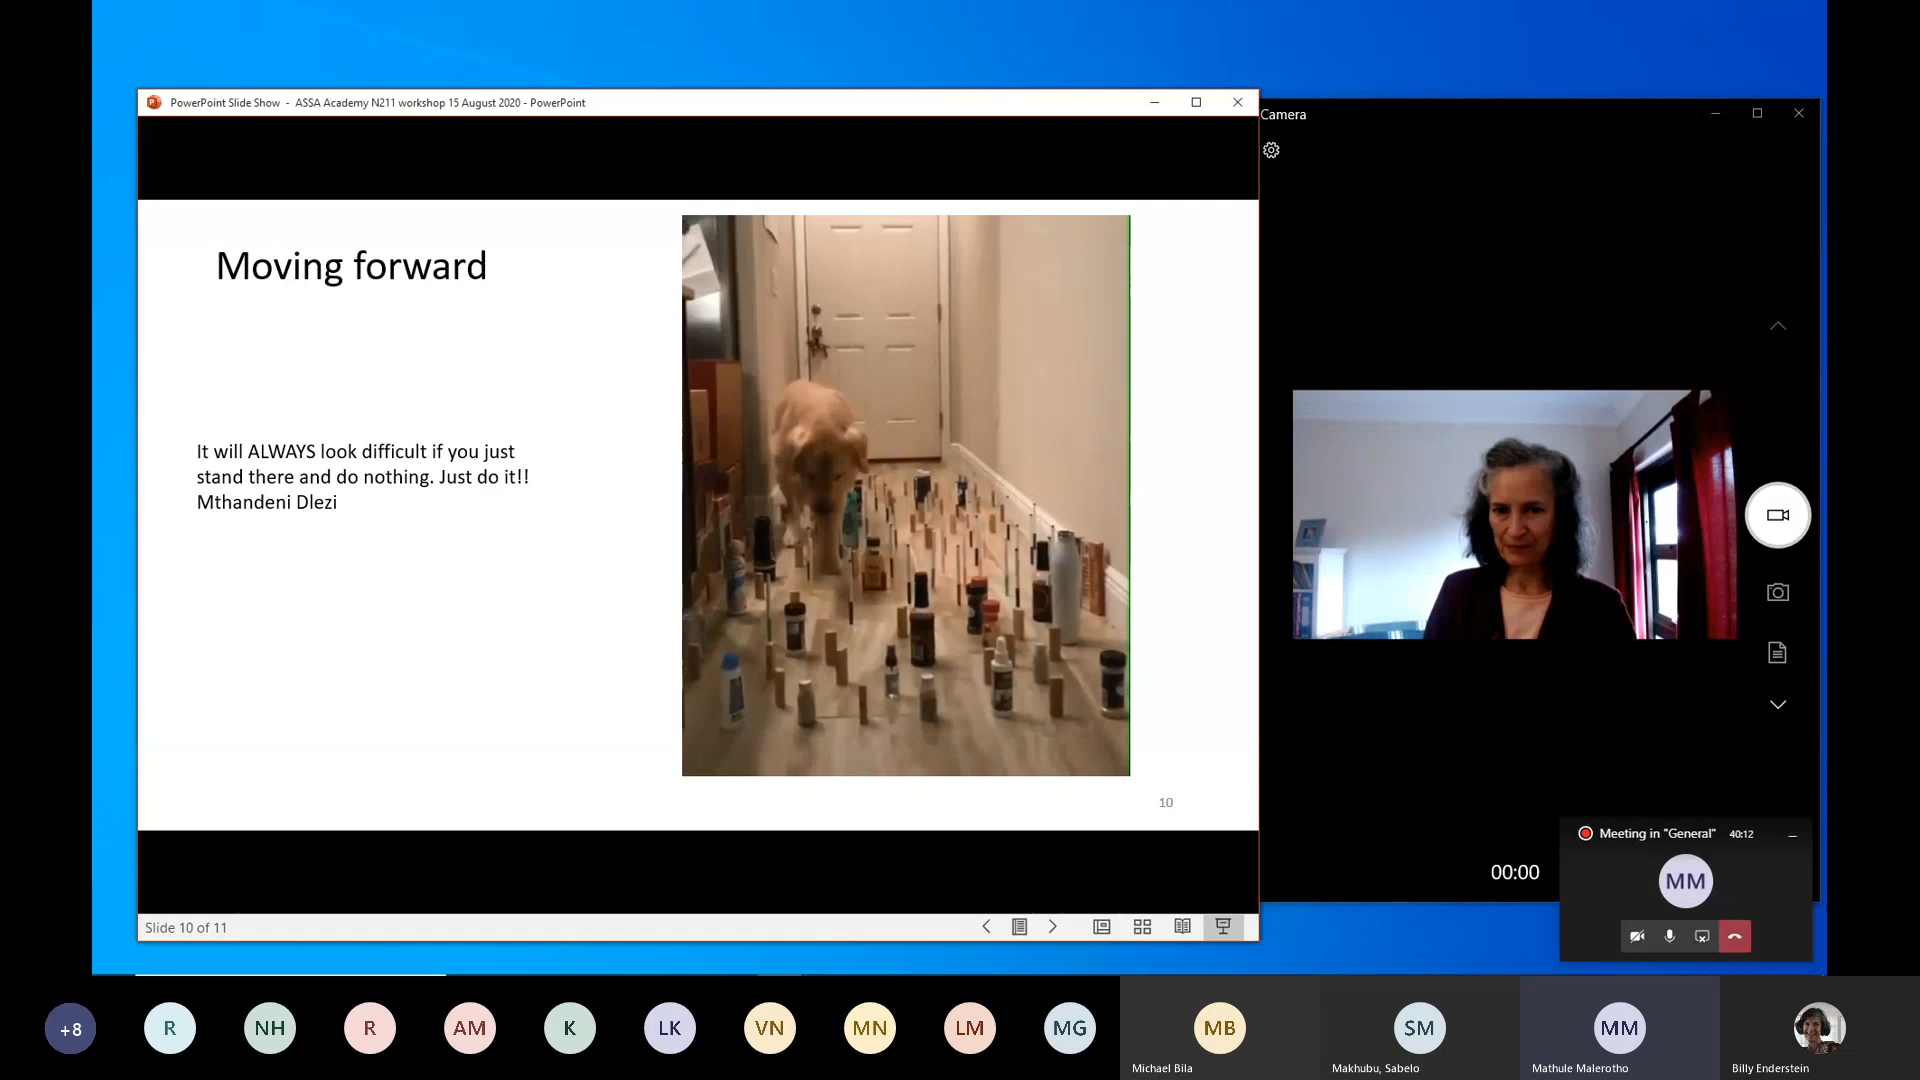 PowerPoint Slide Show - ASSA Academy N211 workshop 15 August 2020 - PowerPoint
Camera
Moving forward
It will ALWAYS look difficult if you just
stand there and do nothing. Just do it!!
Mthandeni Dlezi
10
Slide 10 of 11
00:00
Meeting in "General" 40:12
MM
+8 R NH R AM K LK VN MN LM MG MB SM MM
Michael Bila
Makhubu, Sabelo
Mathule Malerotho
Billy Enderstein